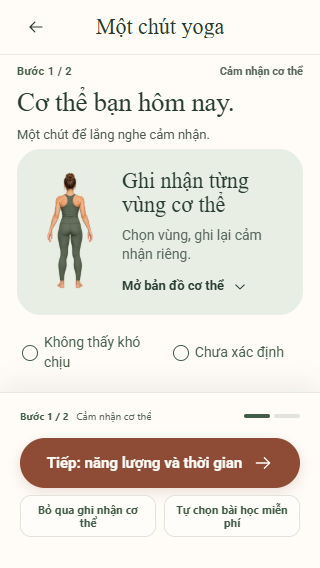 Một chút yoga
Bước 1 / 2
Cảm nhận cơ thể
Cơ thể bạn hôm nay.
Một chút để lắng nghe cảm nhận.
Ghi nhận từng
vùng cơ thể
Chọn vùng, ghi lại cảm
nhận riêng.
Mở bản đồ cơ thể
Không thấy khó
chịu
Chưa xác định
Bước 1 / 2 Cảm nhận cơ thể
Tiếp: năng lượng và thời gian
Bỏ qua ghi nhận cơ
thể
Tự chọn bài học miễn
phí